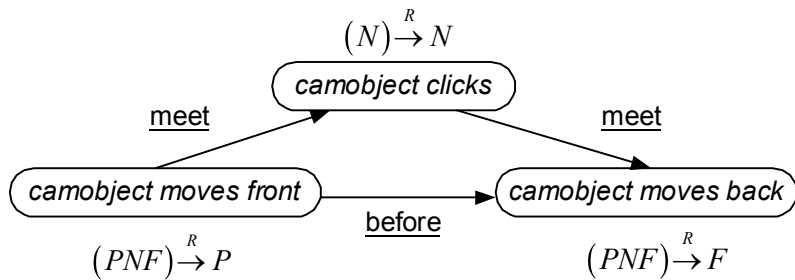 (N) →R N
camobject clicks
meet meet
camobject moves front camobject moves back
before
(PNF) →R P (PNF) →R F